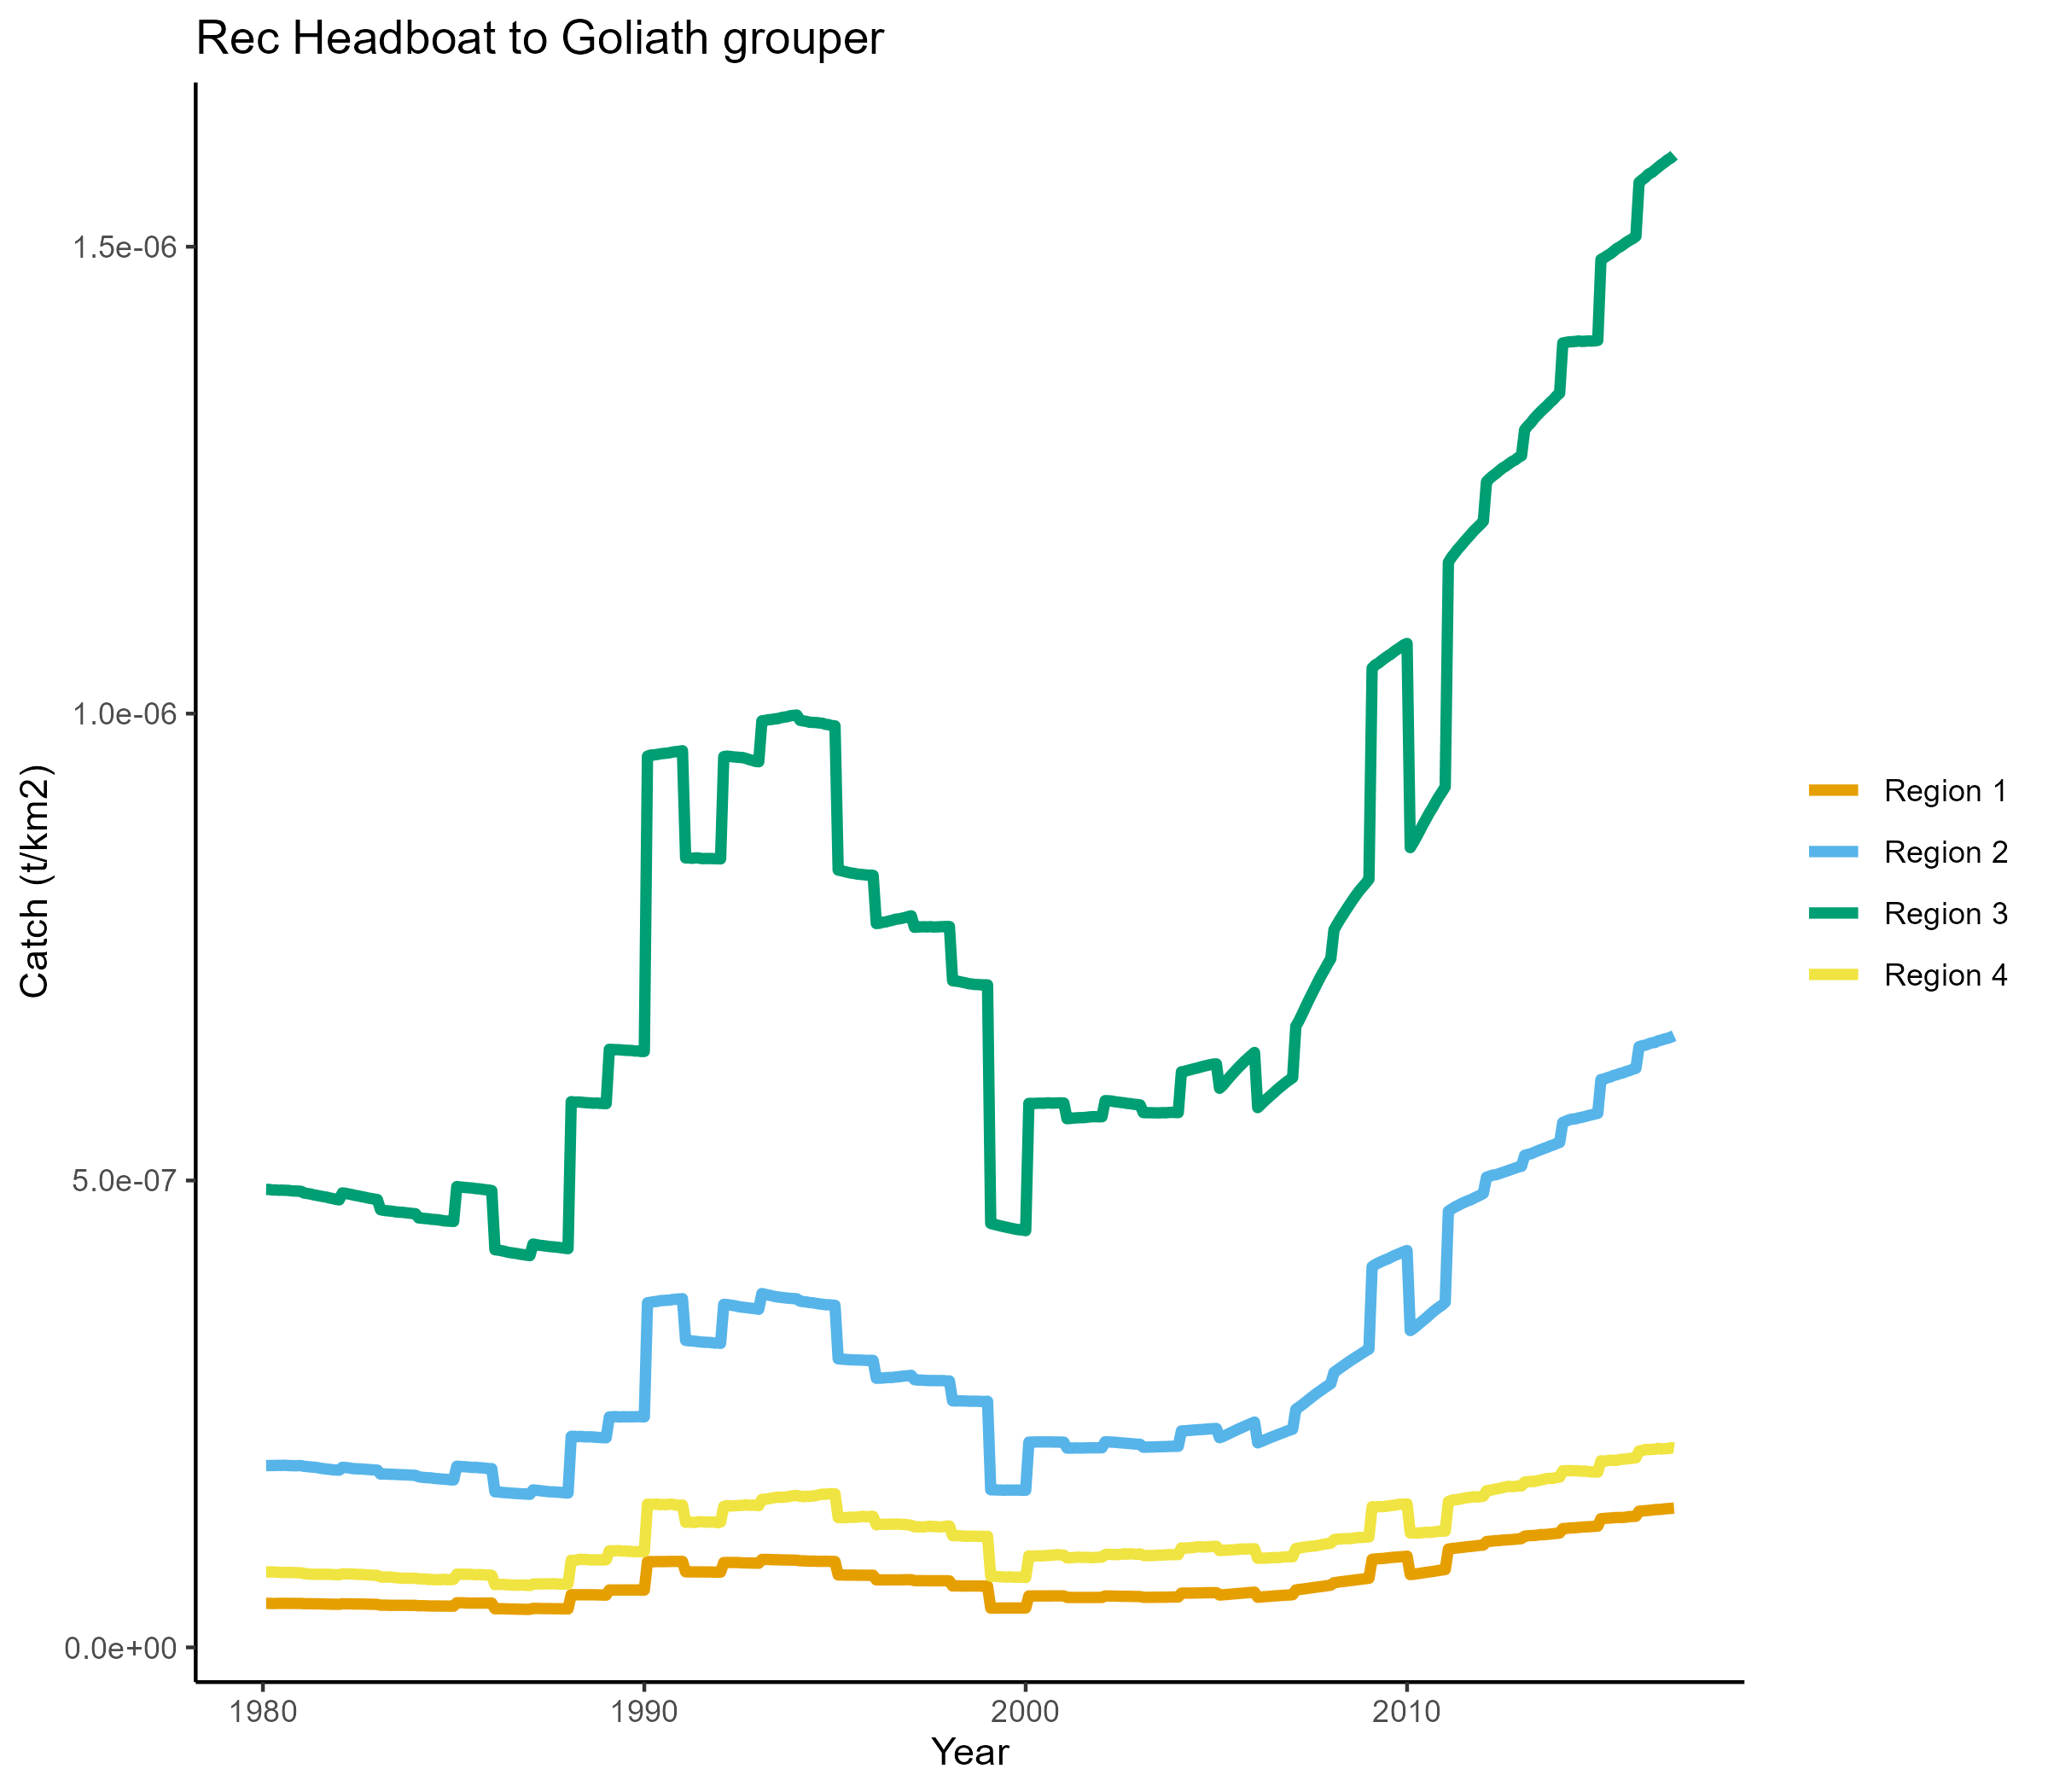 Rec Headboat to Goliath grouper
Catch (t/km2)
1.5e-06
1.0e-06
5.0e-07
0.0e+00
1980
1990
2000
2010
Year
Region 1
Region 2
Region 3
Region 4